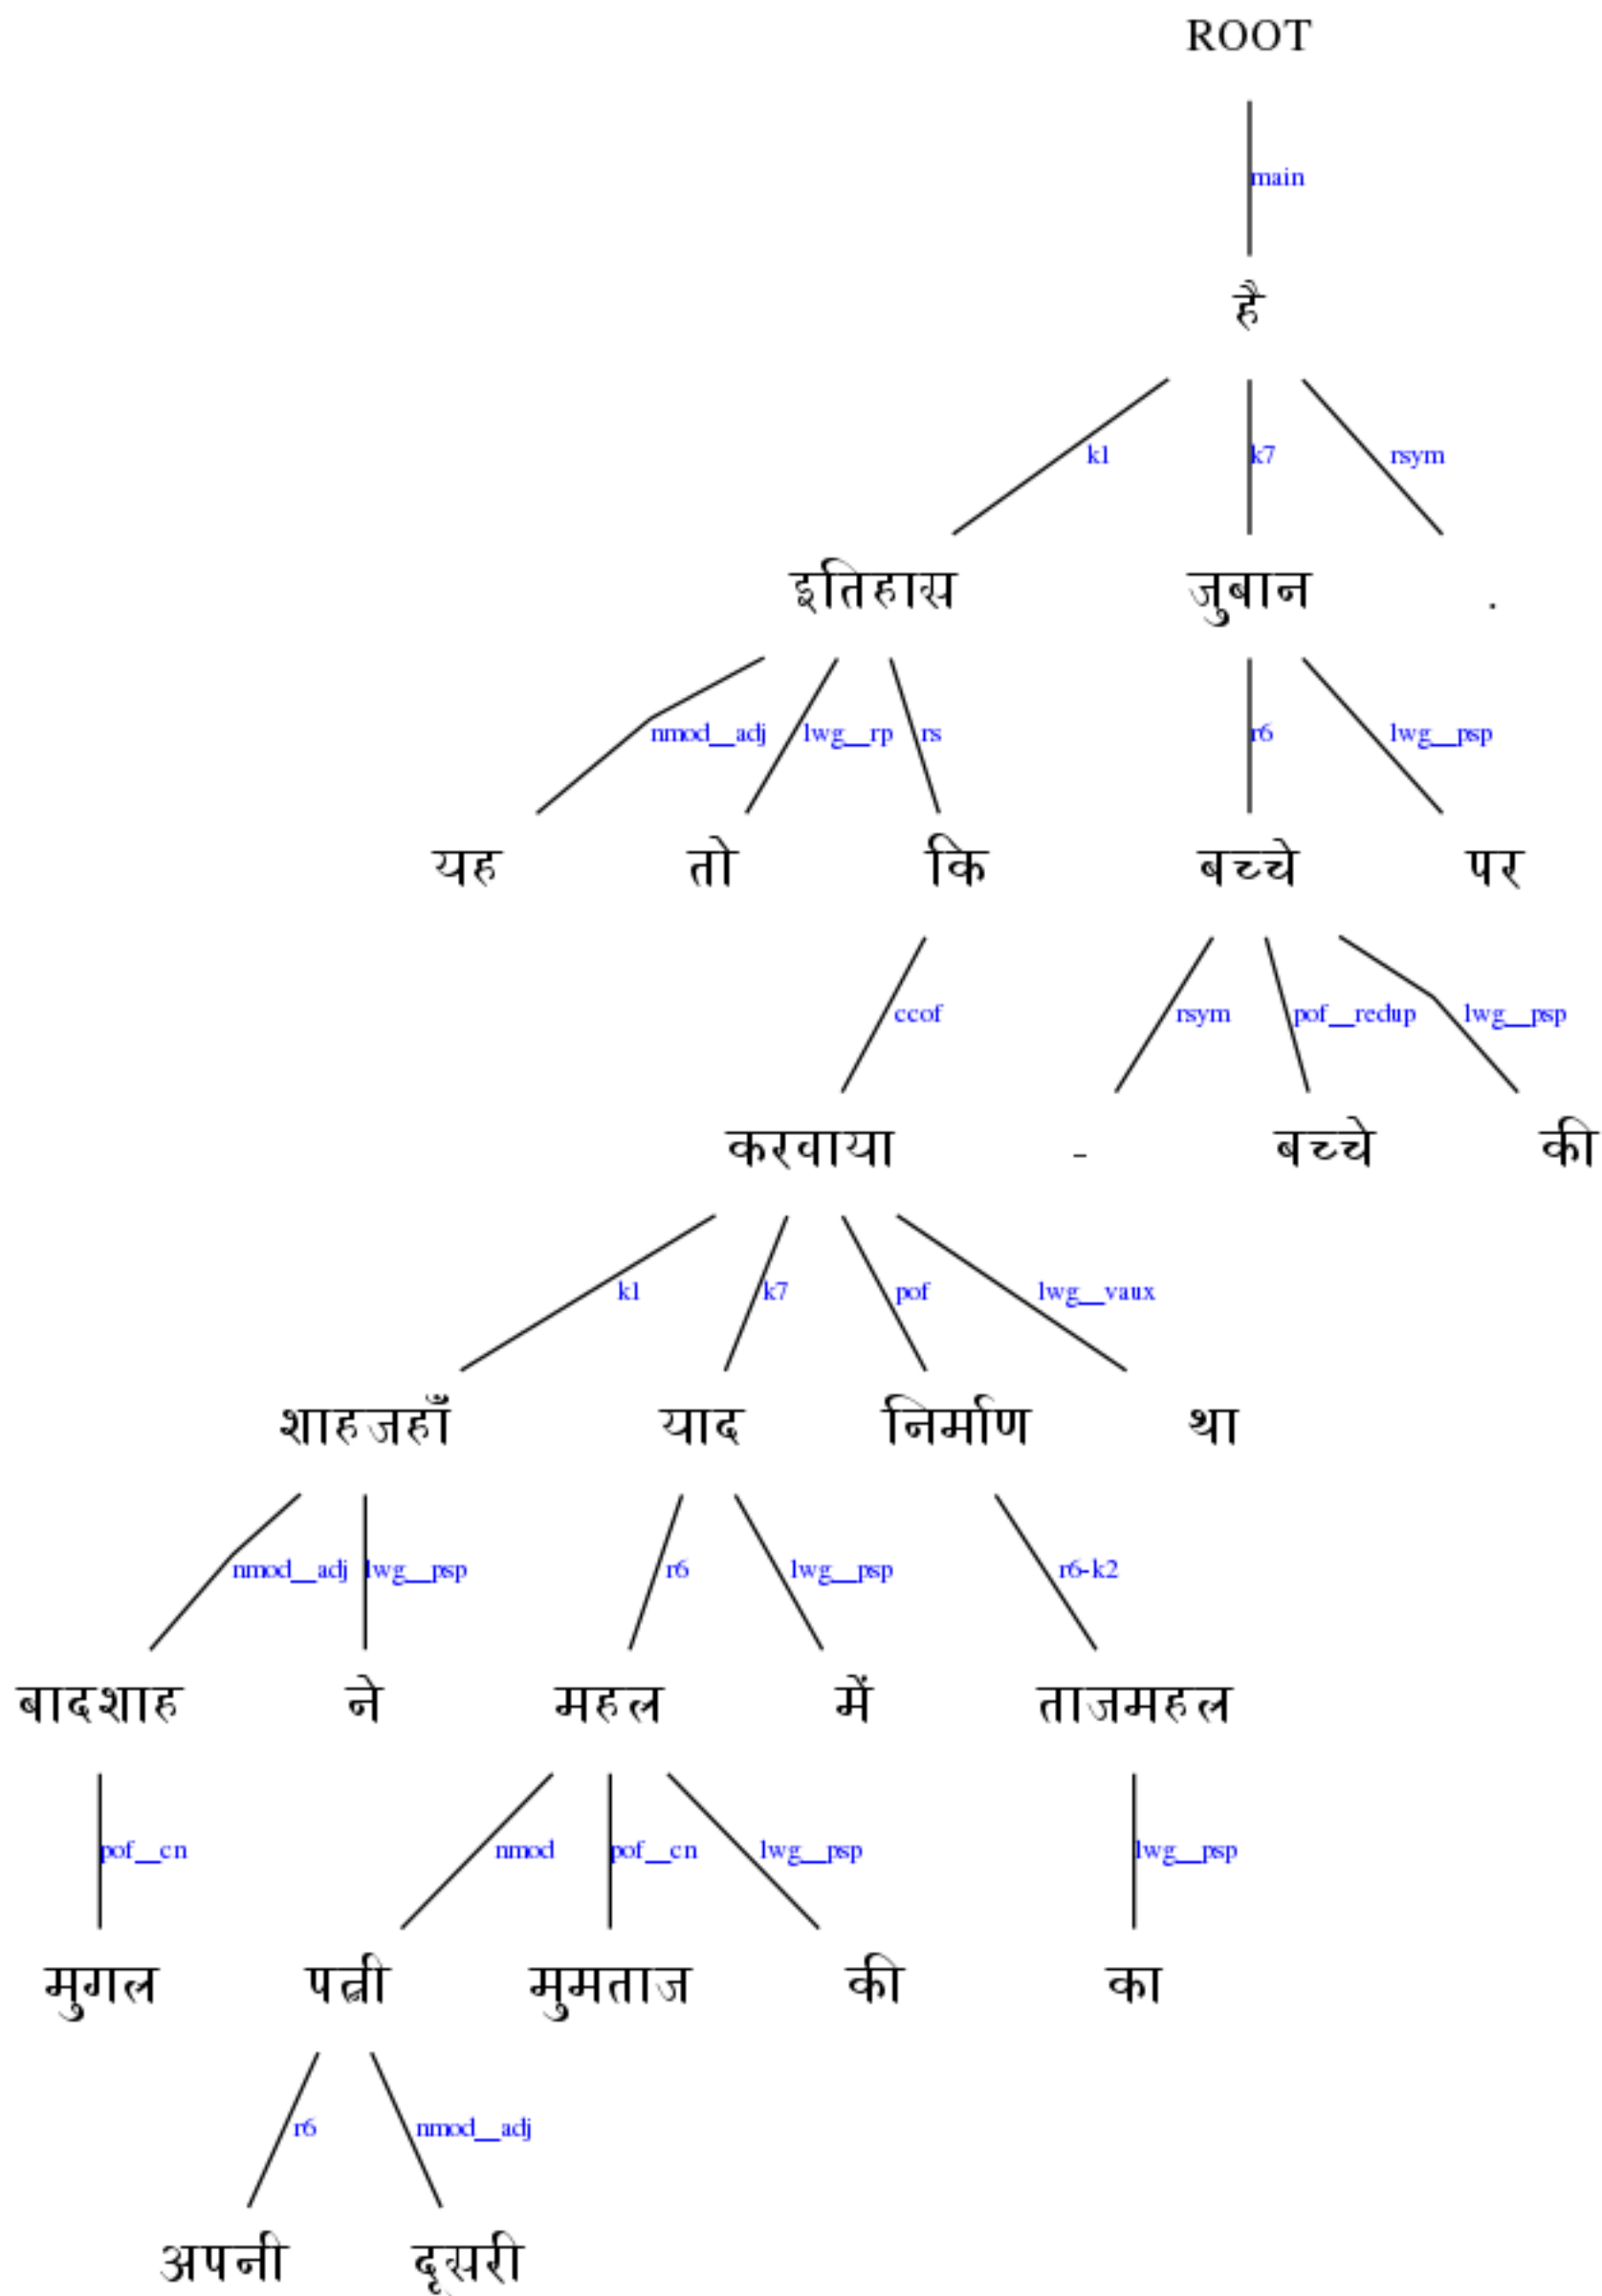 ROOT
main
है
k1 k7 rsym
इतिहास जुबान .
nmod__adj lwg__rp rs r6 lwg__psp
यह तो कि बच्चे पर
ccof rsym pof__redup lwg__psp
करवाया - बच्चे की
k1 k7 pof lwg__vaux
शाहजहाँ याद निर्माण था
nmod__adj lwg__psp r6 lwg__psp r6-k2
बादशाह ने महल में ताजमहल
pof__cn nmod pof__cn lwg__psp lwg__psp
मुगल पत्नी मुमताज की का
r6 nmod__adj
अपनी दूसरी